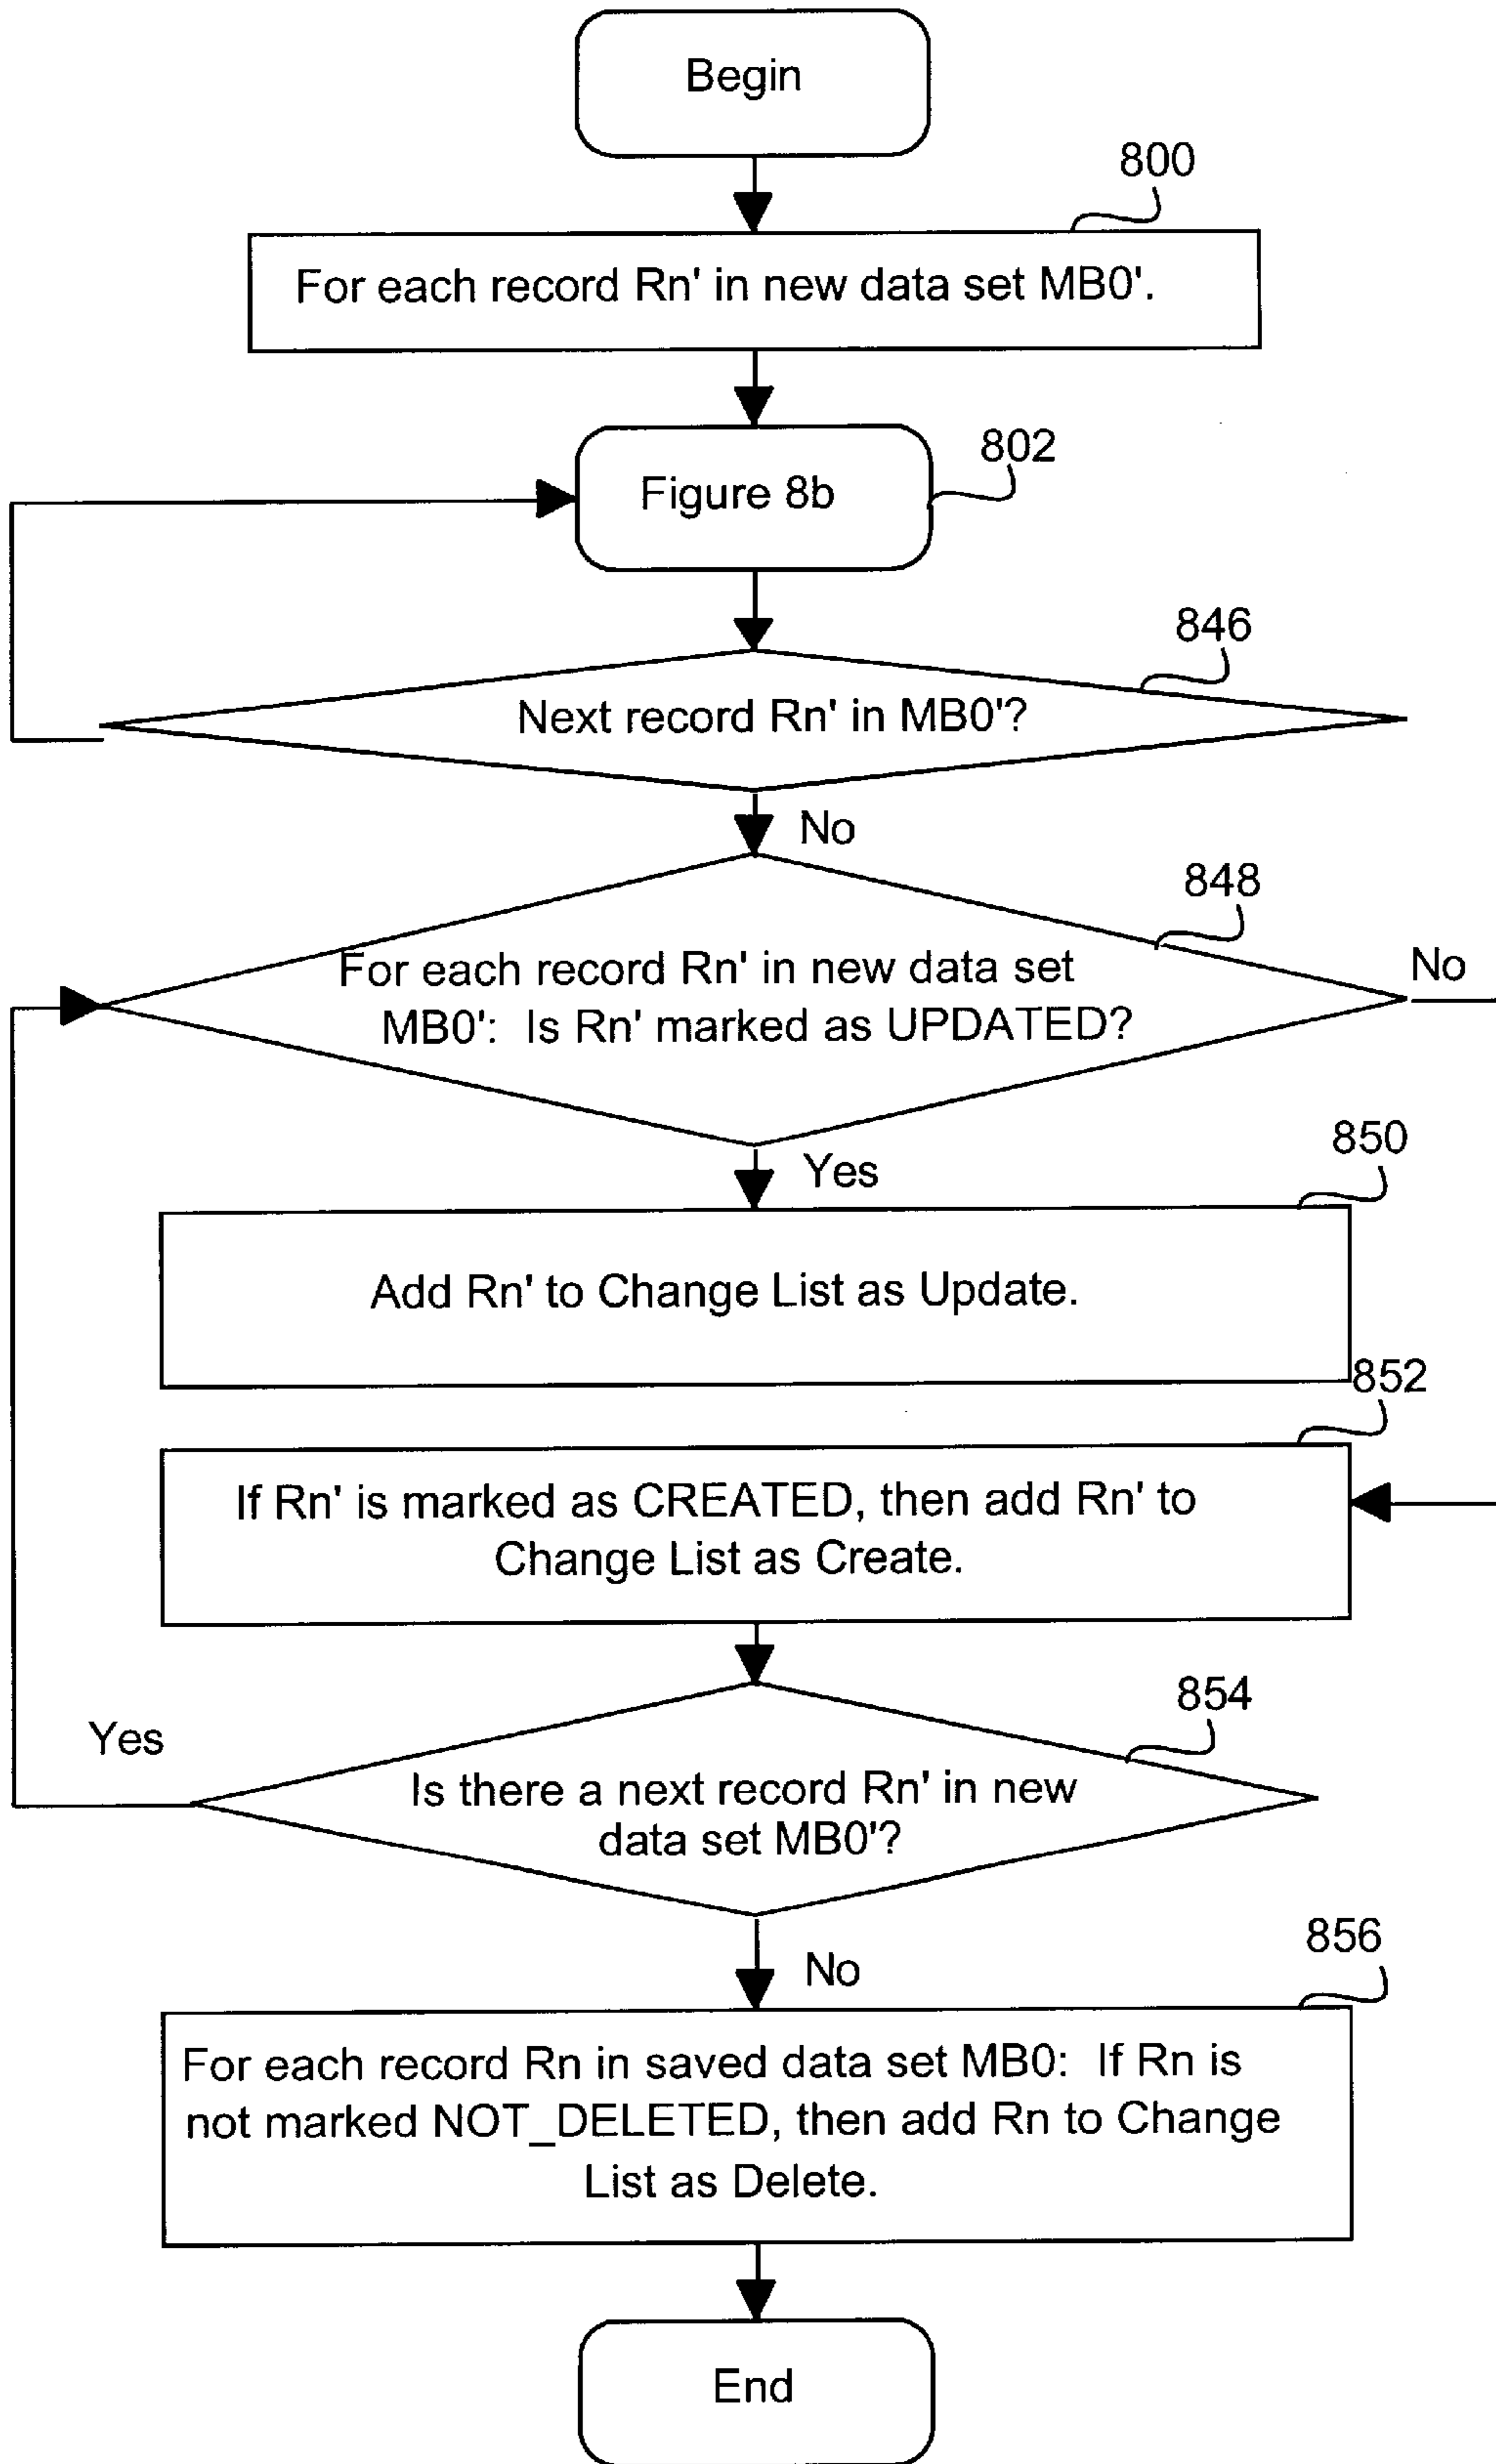 Begin
800
For each record Rn' in new data set MB0'.
802
Figure 8b
846
Next record Rn' in MB0'?
No
848
For each record Rn' in new data set
MB0': Is Rn' marked as UPDATED?
No
Yes
850
Add Rn' to Change List as Update.
852
If Rn' is marked as CREATED, then add Rn' to
Change List as Create.
854
Yes
Is there a next record Rn' in new
data set MB0'?
No
856
For each record Rn in saved data set MB0: If Rn is
not marked NOT_DELETED, then add Rn to Change
List as Delete.
End